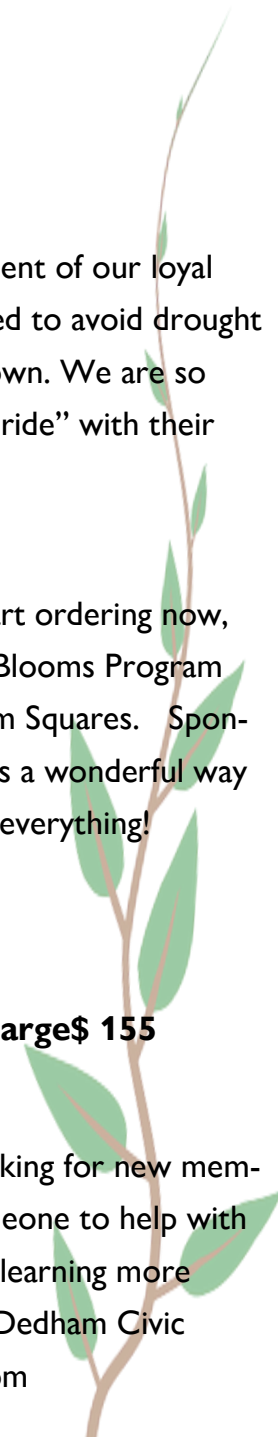 ent of our loyal
ed to avoid drought
own. We are so
ride” with their
rt ordering now,
Blooms Program
m Squares. Spon-
s a wonderful way
everything!
arge$ 155
king for new mem-
eone to help with
learning more
Dedham Civic
om